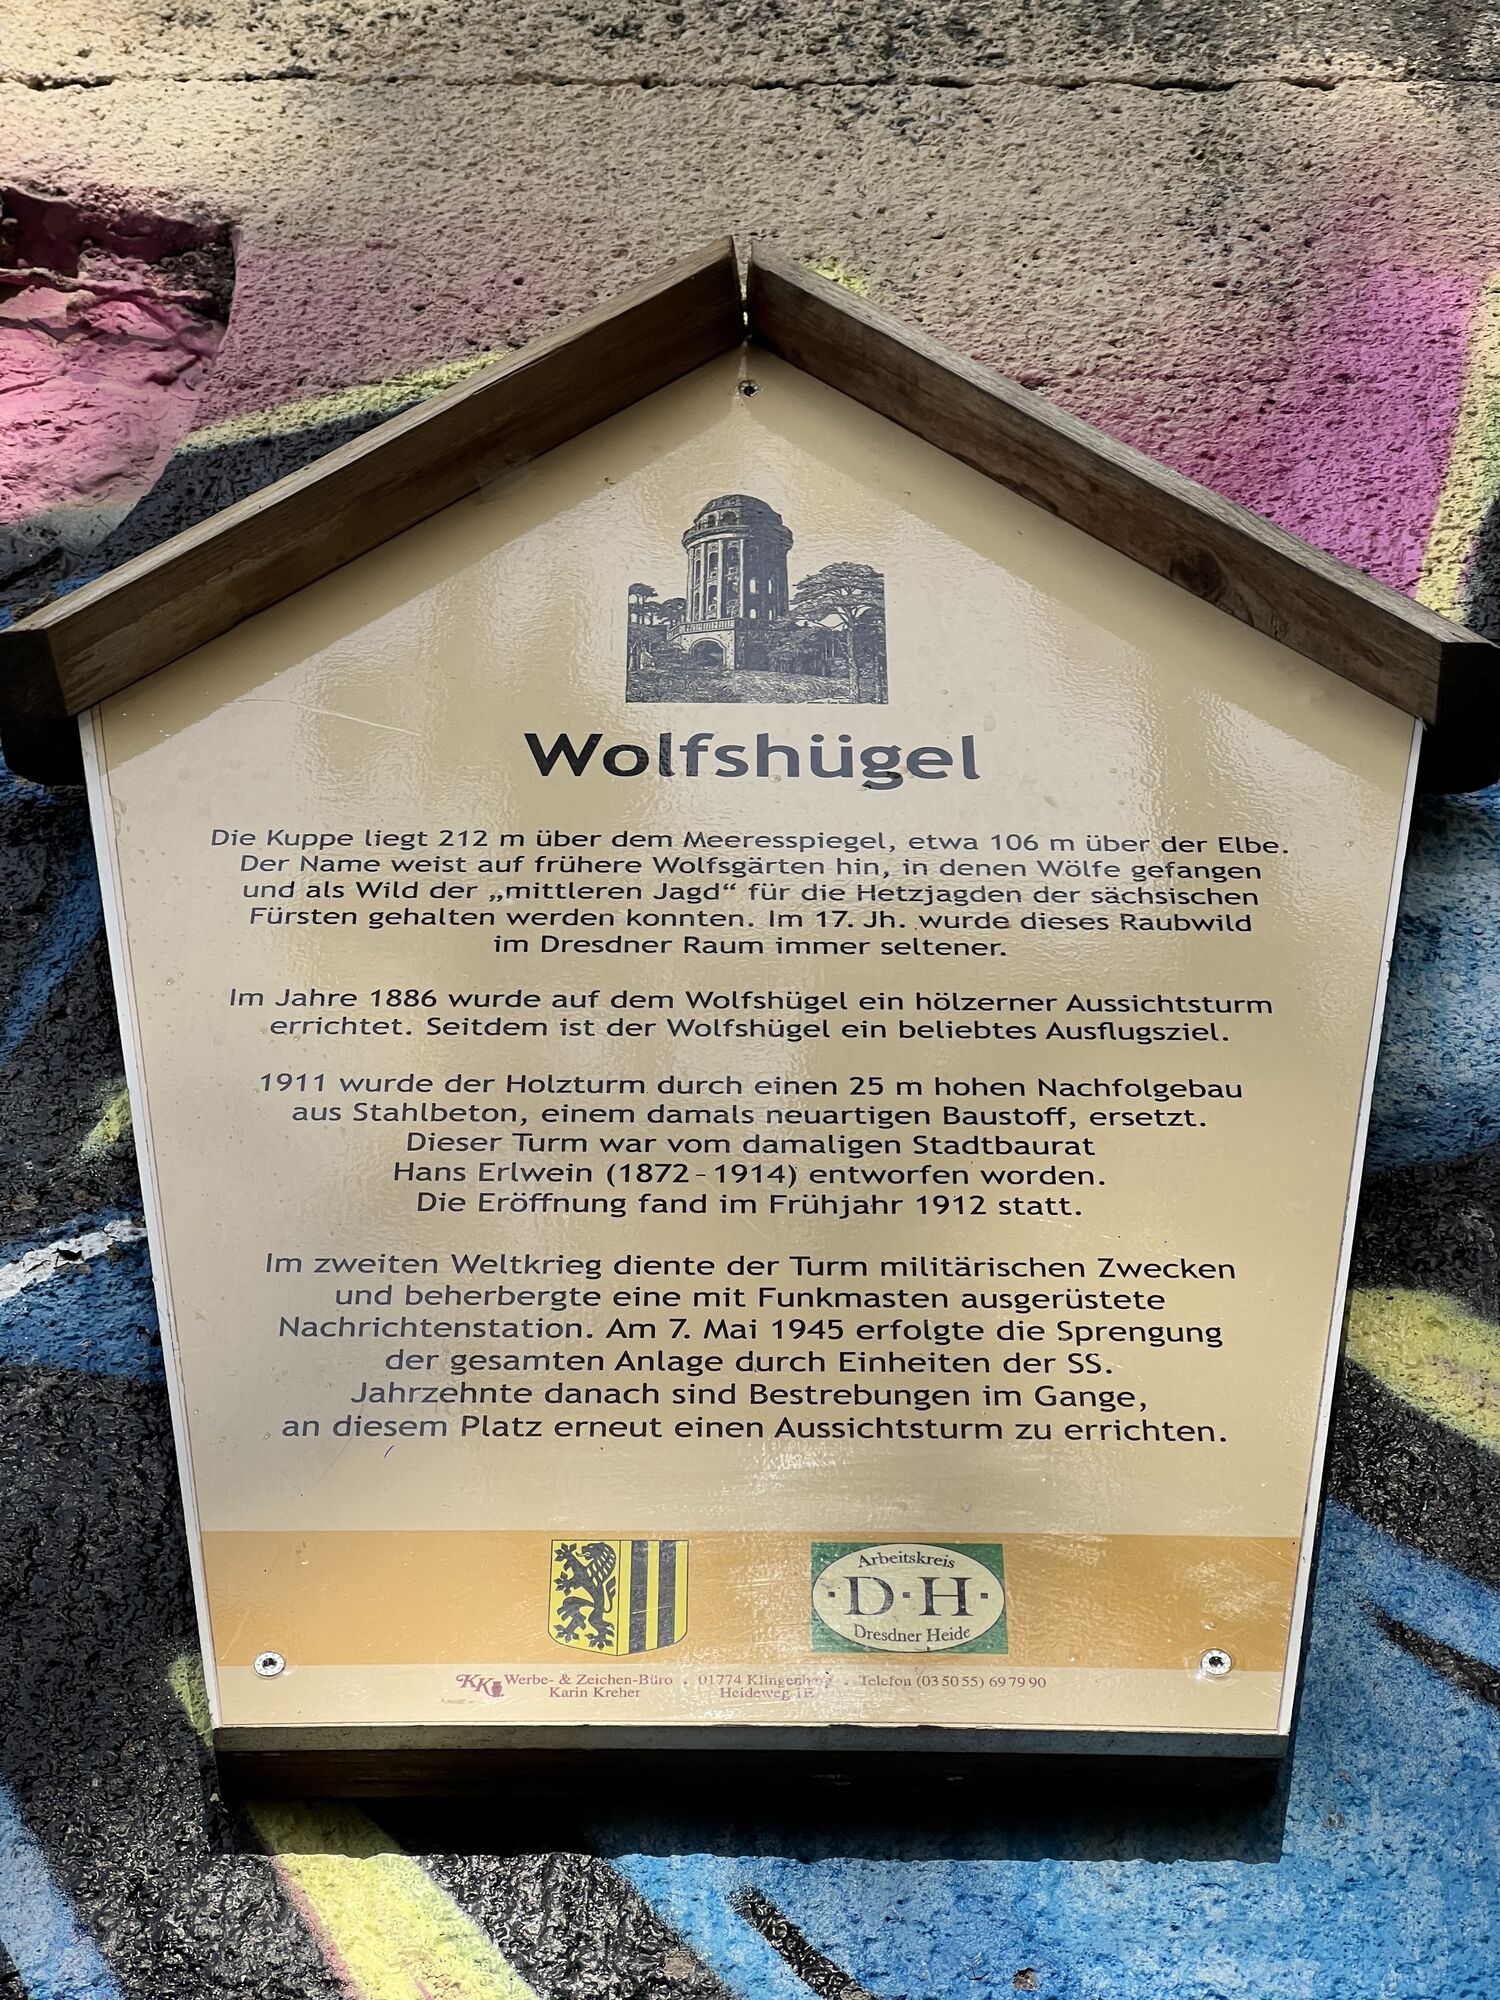 Wolfshügel
Die Kuppe liegt 212 m über dem Meeresspiegel, etwa 106 m über der Elbe.
Der Name weist auf frühere Wolfsgärten hin, in denen Wölfe gefangen
und als Wild der „mittleren Jagd“ für die Hetzjagden der sächsischen
Fürsten gehalten werden konnten. Im 17. Jh. wurde dieses Raubwild
im Dresdner Raum immer seltener.
Im Jahre 1886 wurde auf dem Wolfshügel ein hölzerner Aussichtsturm
errichtet. Seitdem ist der Wolfshügel ein beliebtes Ausflugsziel.
1911 wurde der Holzturm durch einen 25 m hohen Nachfolgebau
aus Stahlbeton, einem damals neuartigen Baustoff, ersetzt.
Dieser Turm war vom damaligen Stadtbaurat
Hans Erlwein (1872 - 1914) entworfen worden.
Die Eröffnung fand im Frühjahr 1912 statt.
Im zweiten Weltkrieg diente der Turm militärischen Zwecken
und beherbergte eine mit Funkmasten ausgerüstete
Nachrichtenstation. Am 7. Mai 1945 erfolgte die Sprengung
der gesamten Anlage durch Einheiten der SS.
Jahrzehnte danach sind Bestrebungen im Gange,
an diesem Platz erneut einen Aussichtsturm zu errichten.
Arbeitskreis
·D·H·
Dresdner Heide
KK Werbe- & Zeichen-Büro . 01774 Klingenberg . Telefon (03 50 55) 69 79 90
Karin Kreher Heideweg 1E